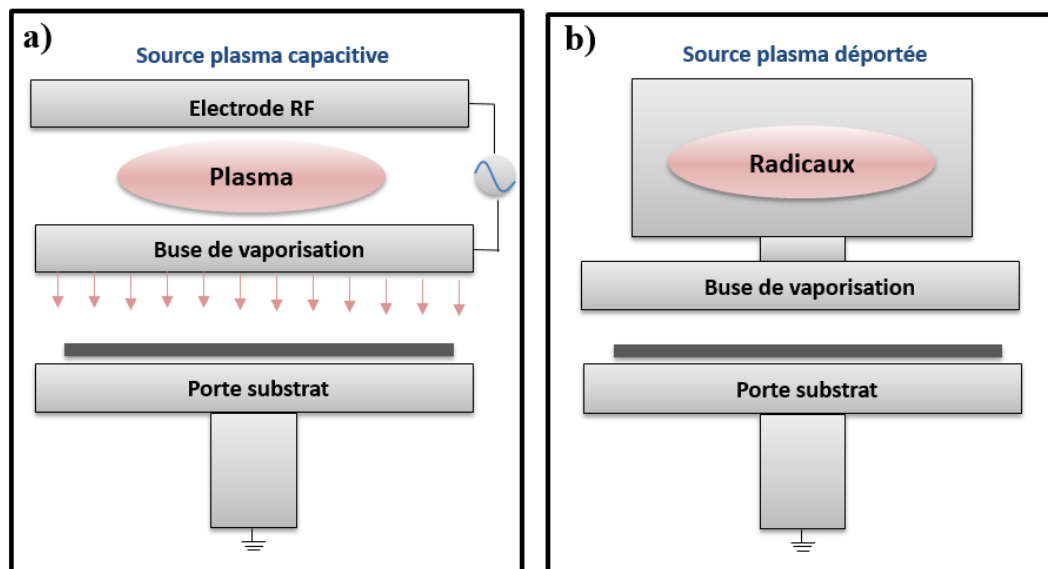 a)
Source plasma capacitive
Electrode RF
Plasma
Buse de vaporisation
Porte substrat
b)
Source plasma déportée
Radicaux
Buse de vaporisation
Porte substrat